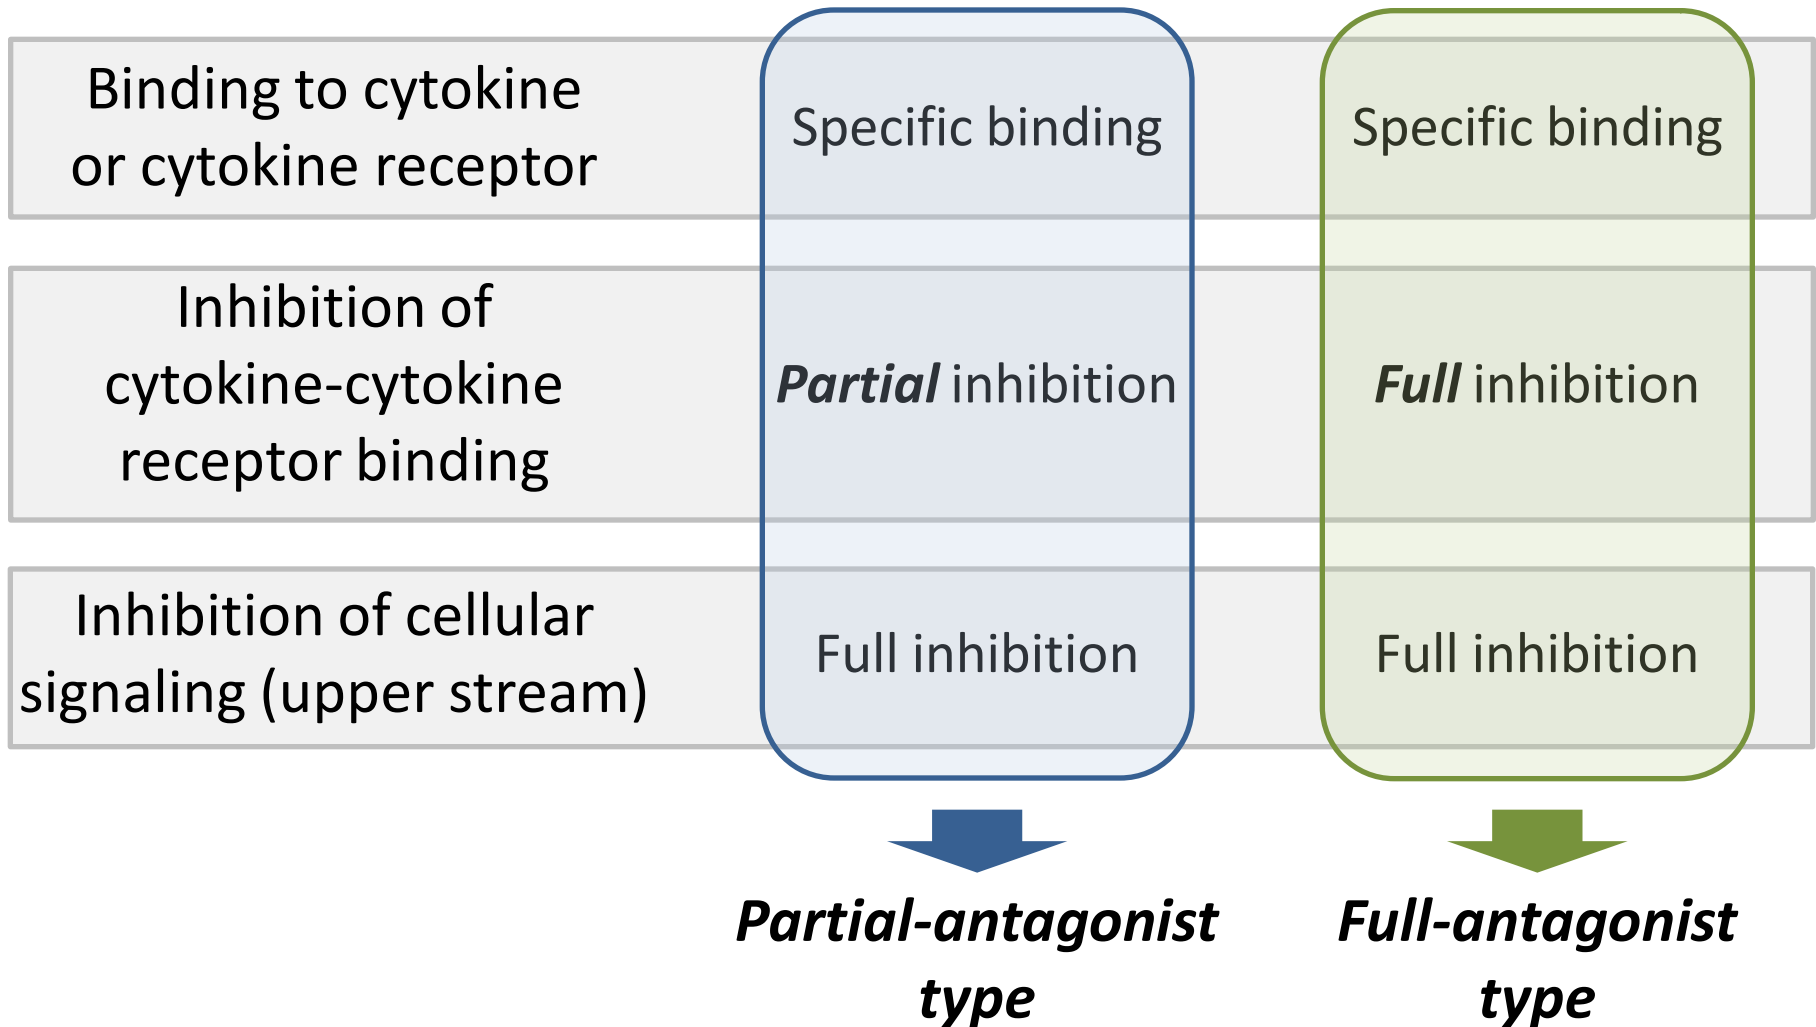 Binding to cytokine
or cytokine receptor
Specific binding
Specific binding
Inhibition of
cytokine-cytokine
receptor binding
Partial inhibition
Full inhibition
Inhibition of cellular
signaling (upper stream)
Full inhibition
Full inhibition
Partial-antagonist
type
Full-antagonist
type